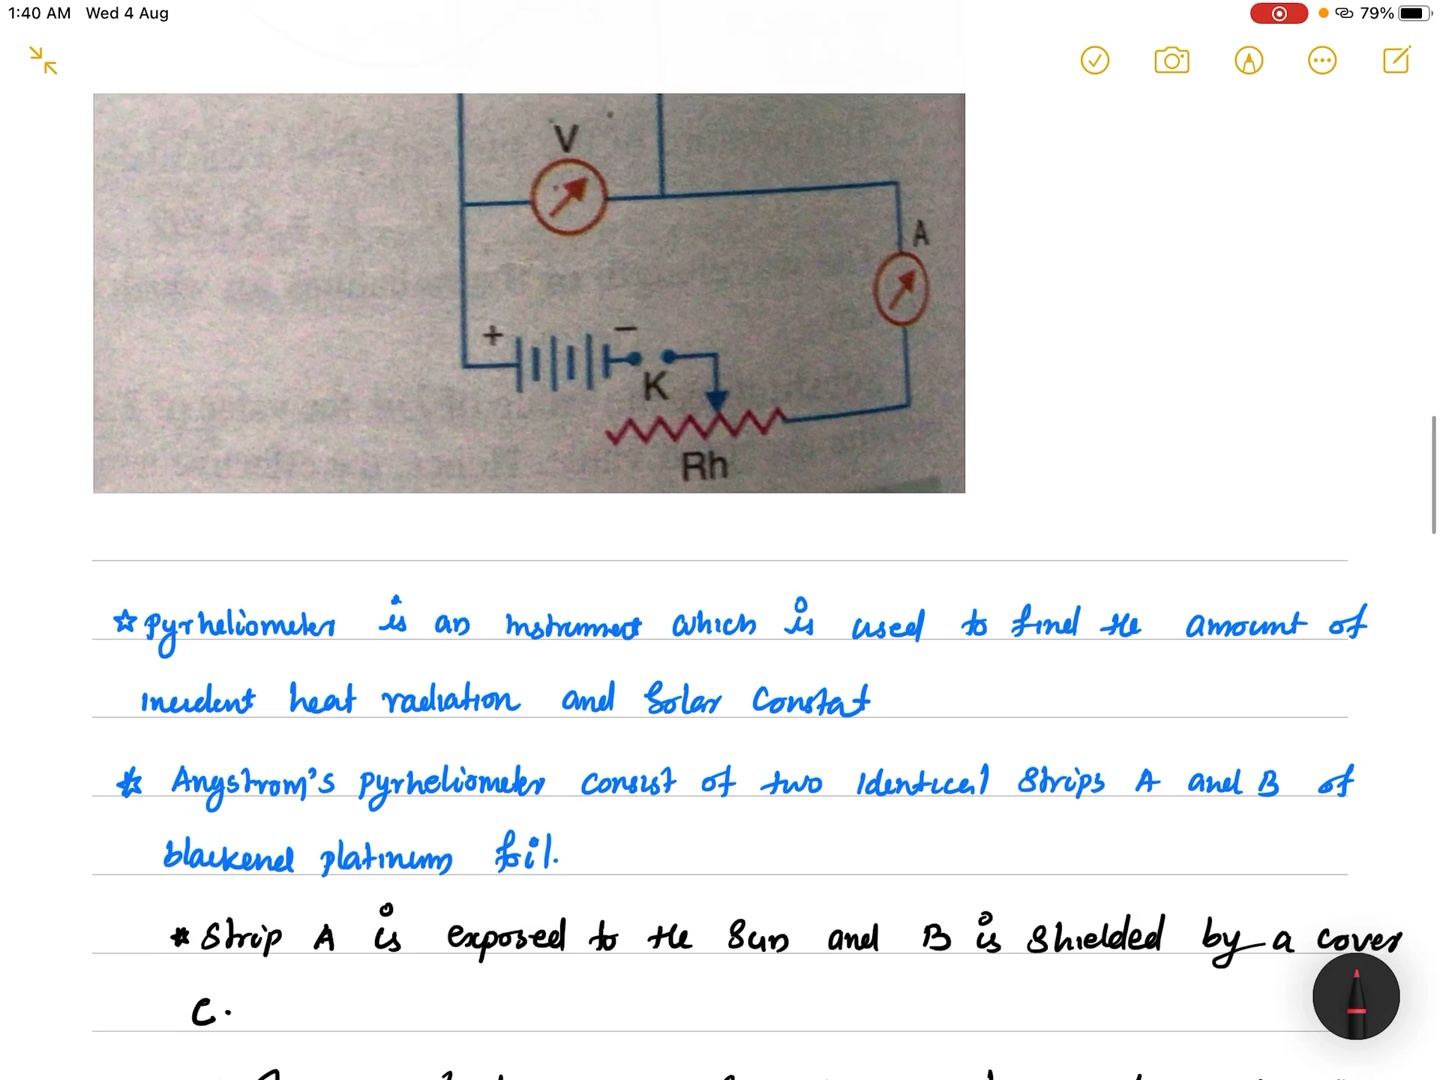 1:40 AM Wed 4 Aug
79%
V
A
+ −
K
Rh
☆ Pyrheliometer is an instrument which is used to find the amount of
incident heat radiation and Solar Constat
* Angstrom's pyrheliometer consist of two identical strips A and B of
blackened platinum foil.
* Strip A is exposed to the Sun and B is shielded by a cover
C.